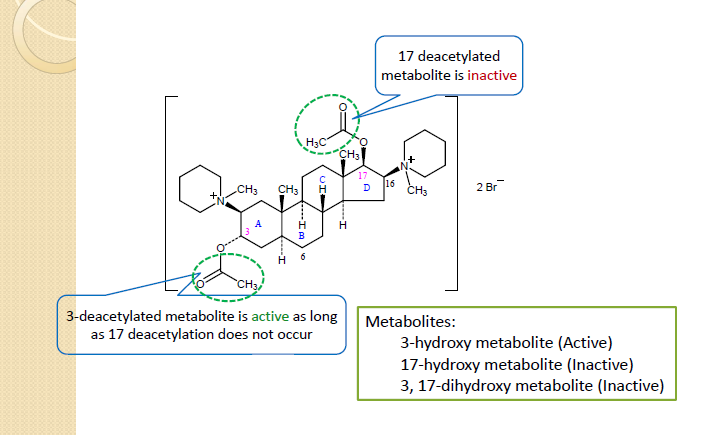 17 deacetylated
metabolite is inactive
O
H₃C
O
CH₃
17
N
+
16
CH₃
D
C
H
CH₃
CH₃
+N
A
3
H
B
H
H
6
O
O
CH₃
2 Br⁻
3-deacetylated metabolite is active as long
as 17 deacetylation does not occur
Metabolites:
3-hydroxy metabolite (Active)
17-hydroxy metabolite (Inactive)
3, 17-dihydroxy metabolite (Inactive)